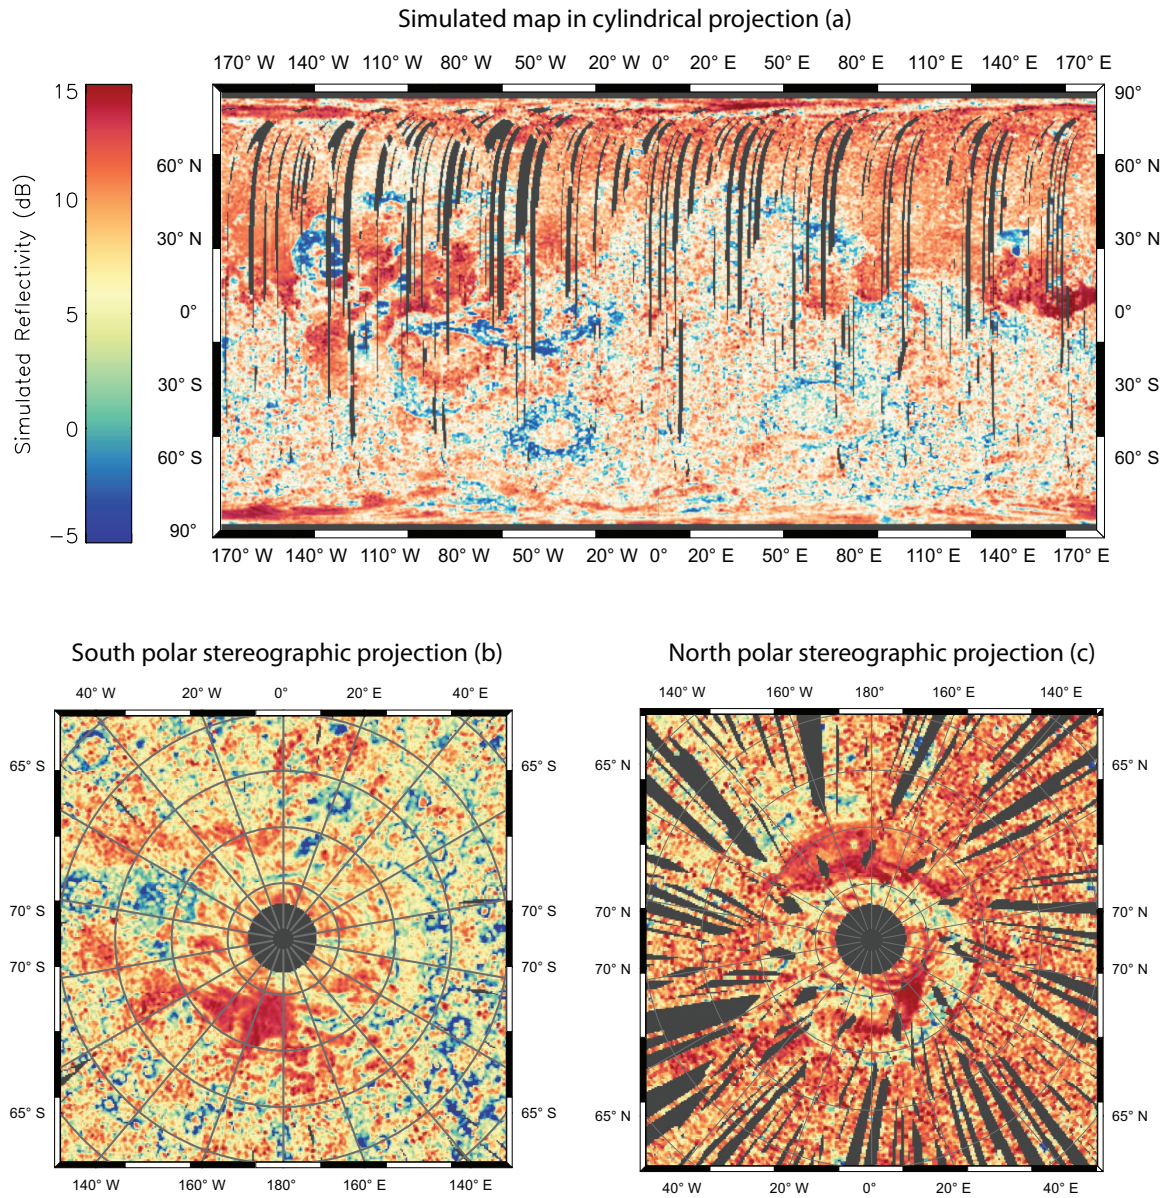 Simulated map in cylindrical projection (a)
170° W 140° W 110° W 80° W 50° W 20° W 0° 20° E 50° E 80° E 110° E 140° E 170° E
Simulated Reflectivity (dB)
15
10
5
0
−5
60° N
30° N
0°
30° S
60° S
90°
90°
60° N
30° N
0°
30° S
60° S
170° W 140° W 110° W 80° W 50° W 20° W 0° 20° E 50° E 80° E 110° E 140° E 170° E
South polar stereographic projection (b)
40° W 20° W 0° 20° E 40° E
65° S 65° S
70° S 70° S
70° S 70° S
65° S 65° S
140° W 160° W 180° 160° E 140° E
North polar stereographic projection (c)
140° W 160° W 180° 160° E 140° E
65° N 65° N
70° N 70° N
70° N 70° N
65° N 65° N
40° W 20° W 0° 20° E 40° E